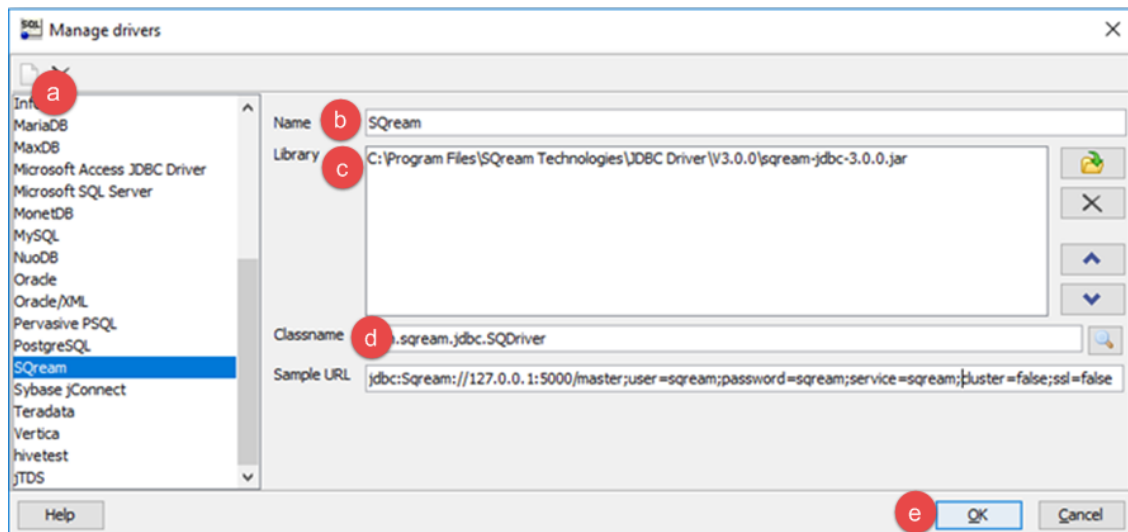 SQL Manage drivers
a
MariaDB
MaxDB
Microsoft Access JDBC Driver
Microsoft SQL Server
MonetDB
MySQL
NuoDB
Oracle
Oracle/XML
Pervasive PSQL
PostgreSQL
SQream
Sybase jConnect
Teradata
Vertica
hivetest
jTDS
Name b SQream
Library c C:\Program Files\SQream Technologies\JDBC Driver\V3.0.0\sqream-jdbc-3.0.0.jar
Classname d .sqream.jdbc.SQDriver
Sample URL jdbc:Sqream://127.0.0.1:5000/master;user=sqream;password=sqream;service=sqream;cluster=false;ssl=false
Help e OK Cancel